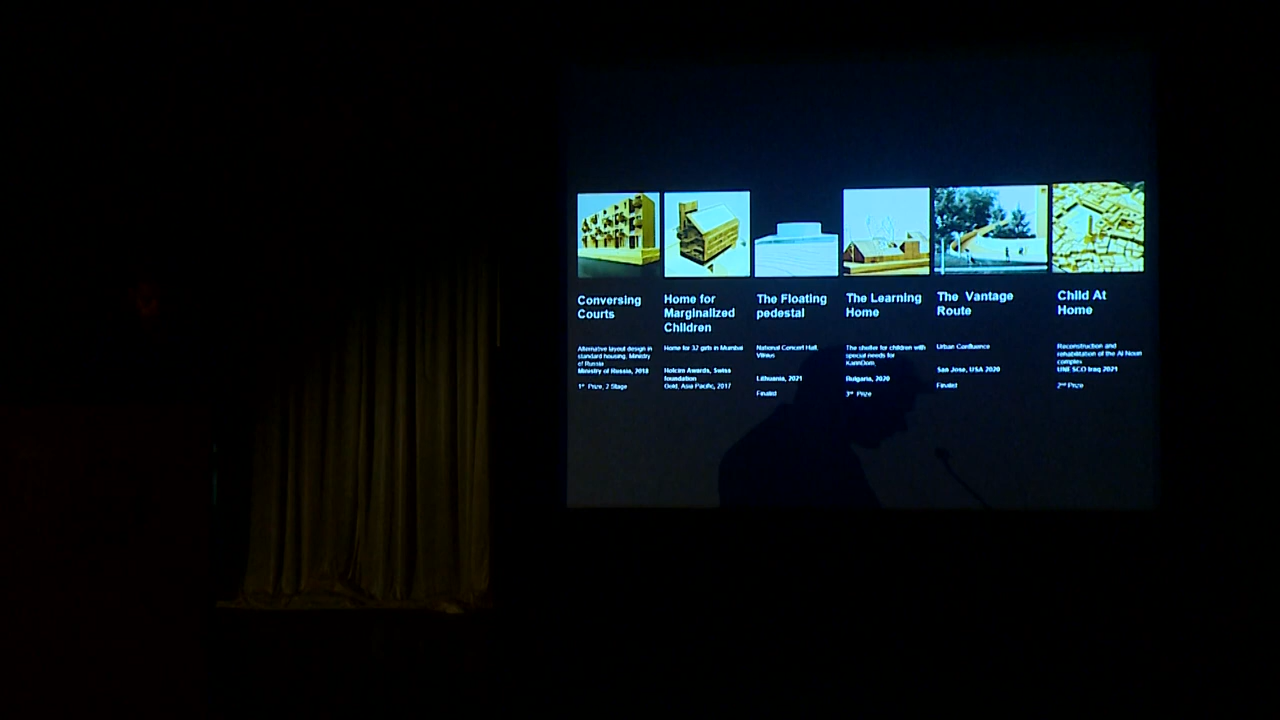 Conversing
Courts
Alternative layout design in
standard housing. Ministry
of Russia
Ministry of Russia, 2018
1st Prize, 2 Stage
Home for
Marginalized
Children
Home for 32 girls in Mumbai
Holcim Awards, Swiss
foundation
Gold, Asia Pacific, 2017
The Floating
pedestal
National Concert Hall,
Vilnius
Lithuania, 2021
Finalist
The Learning
Home
The shelter for children with
special needs for
KarinDom,
Bulgaria, 2020
3rd Prize
The Vantage
Route
Urban Confluence
San Jose, USA 2020
Finalist
Child At
Home
Reconstruction and
rehabilitation of the Al Nouri
complex
UNESCO Iraq 2021
2nd Prize